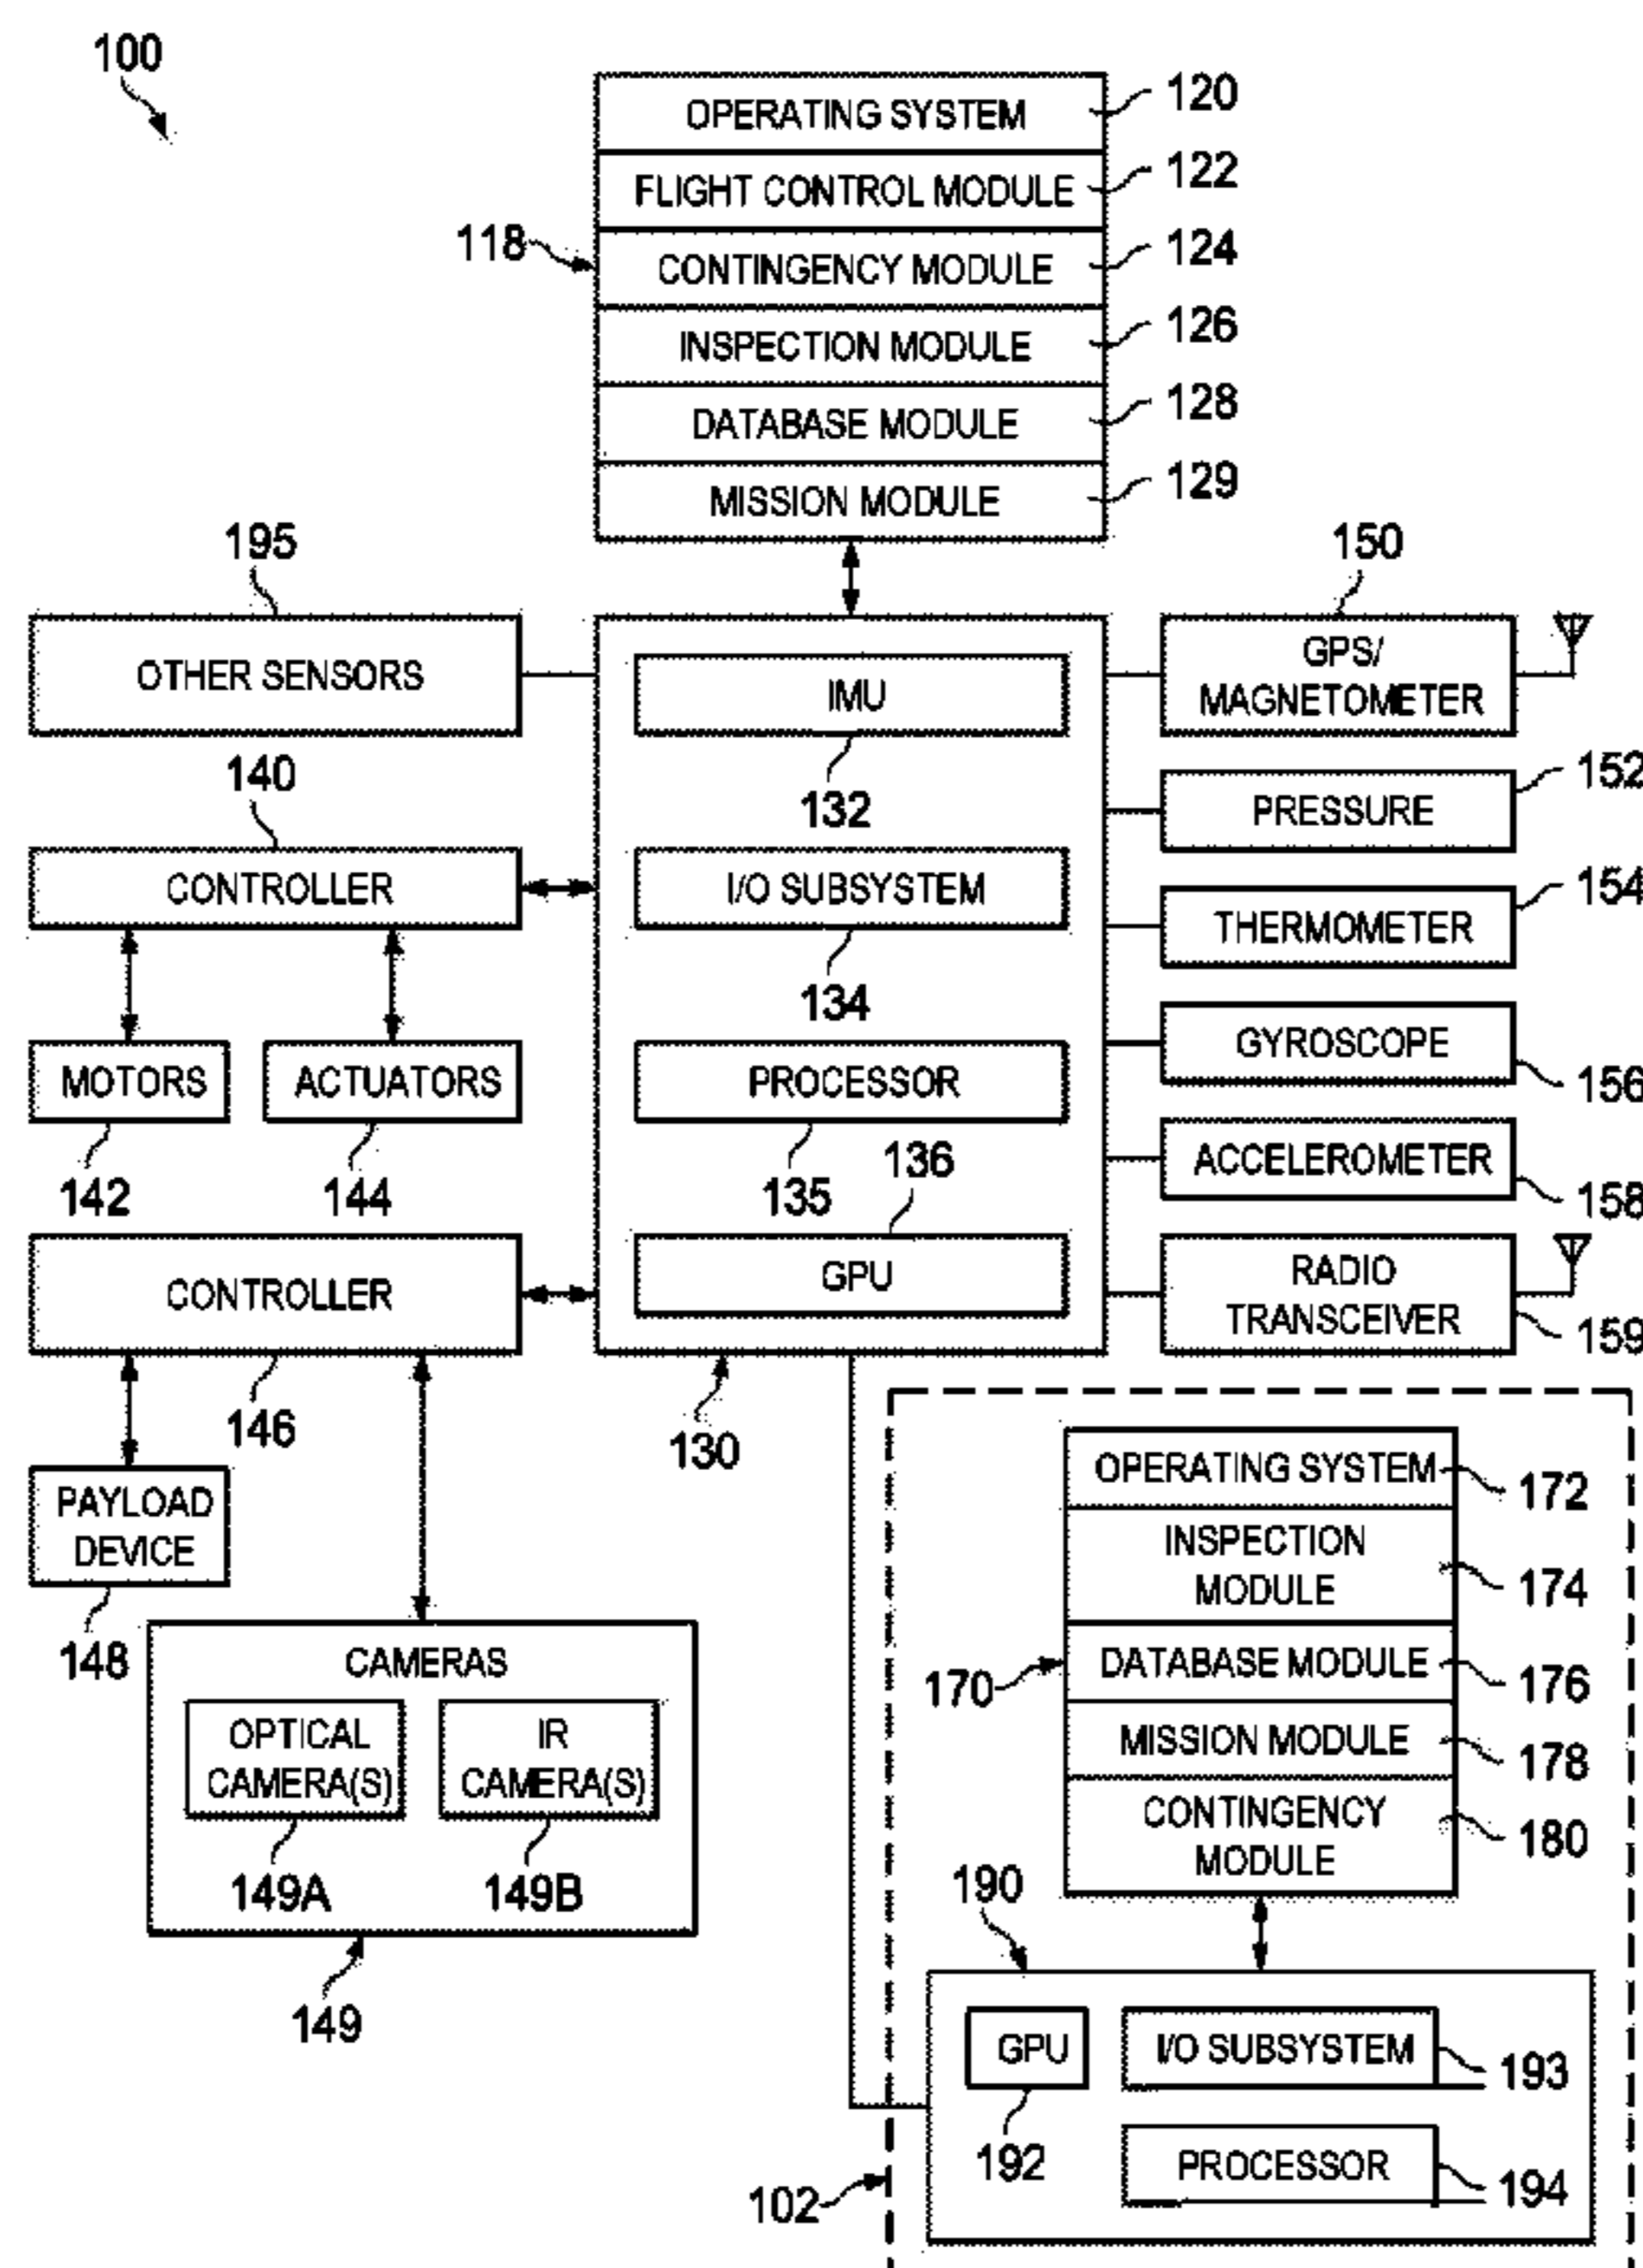 100
OPERATING SYSTEM
120
FLIGHT CONTROL MODULE
122
118
CONTINGENCY MODULE
124
INSPECTION MODULE
126
DATABASE MODULE
128
MISSION MODULE
129
195
150
OTHER SENSORS
IMU
132
GPS/
MAGNETOMETER
140
CONTROLLER
I/O SUBSYSTEM
134
PRESSURE
152
THERMOMETER
154
MOTORS
142
ACTUATORS
144
PROCESSOR
135
GYROSCOPE
156
ACCELEROMETER
158
136
GPU
CONTROLLER
146
130
RADIO
TRANSCEIVER
159
PAYLOAD
DEVICE
148
CAMERAS
OPTICAL
CAMERA(S)
149A
IR
CAMERA(S)
149B
149
OPERATING SYSTEM
172
INSPECTION
MODULE
174
170
DATABASE MODULE
176
MISSION MODULE
178
CONTINGENCY
MODULE
180
190
GPU
192
I/O SUBSYSTEM
193
PROCESSOR
194
102